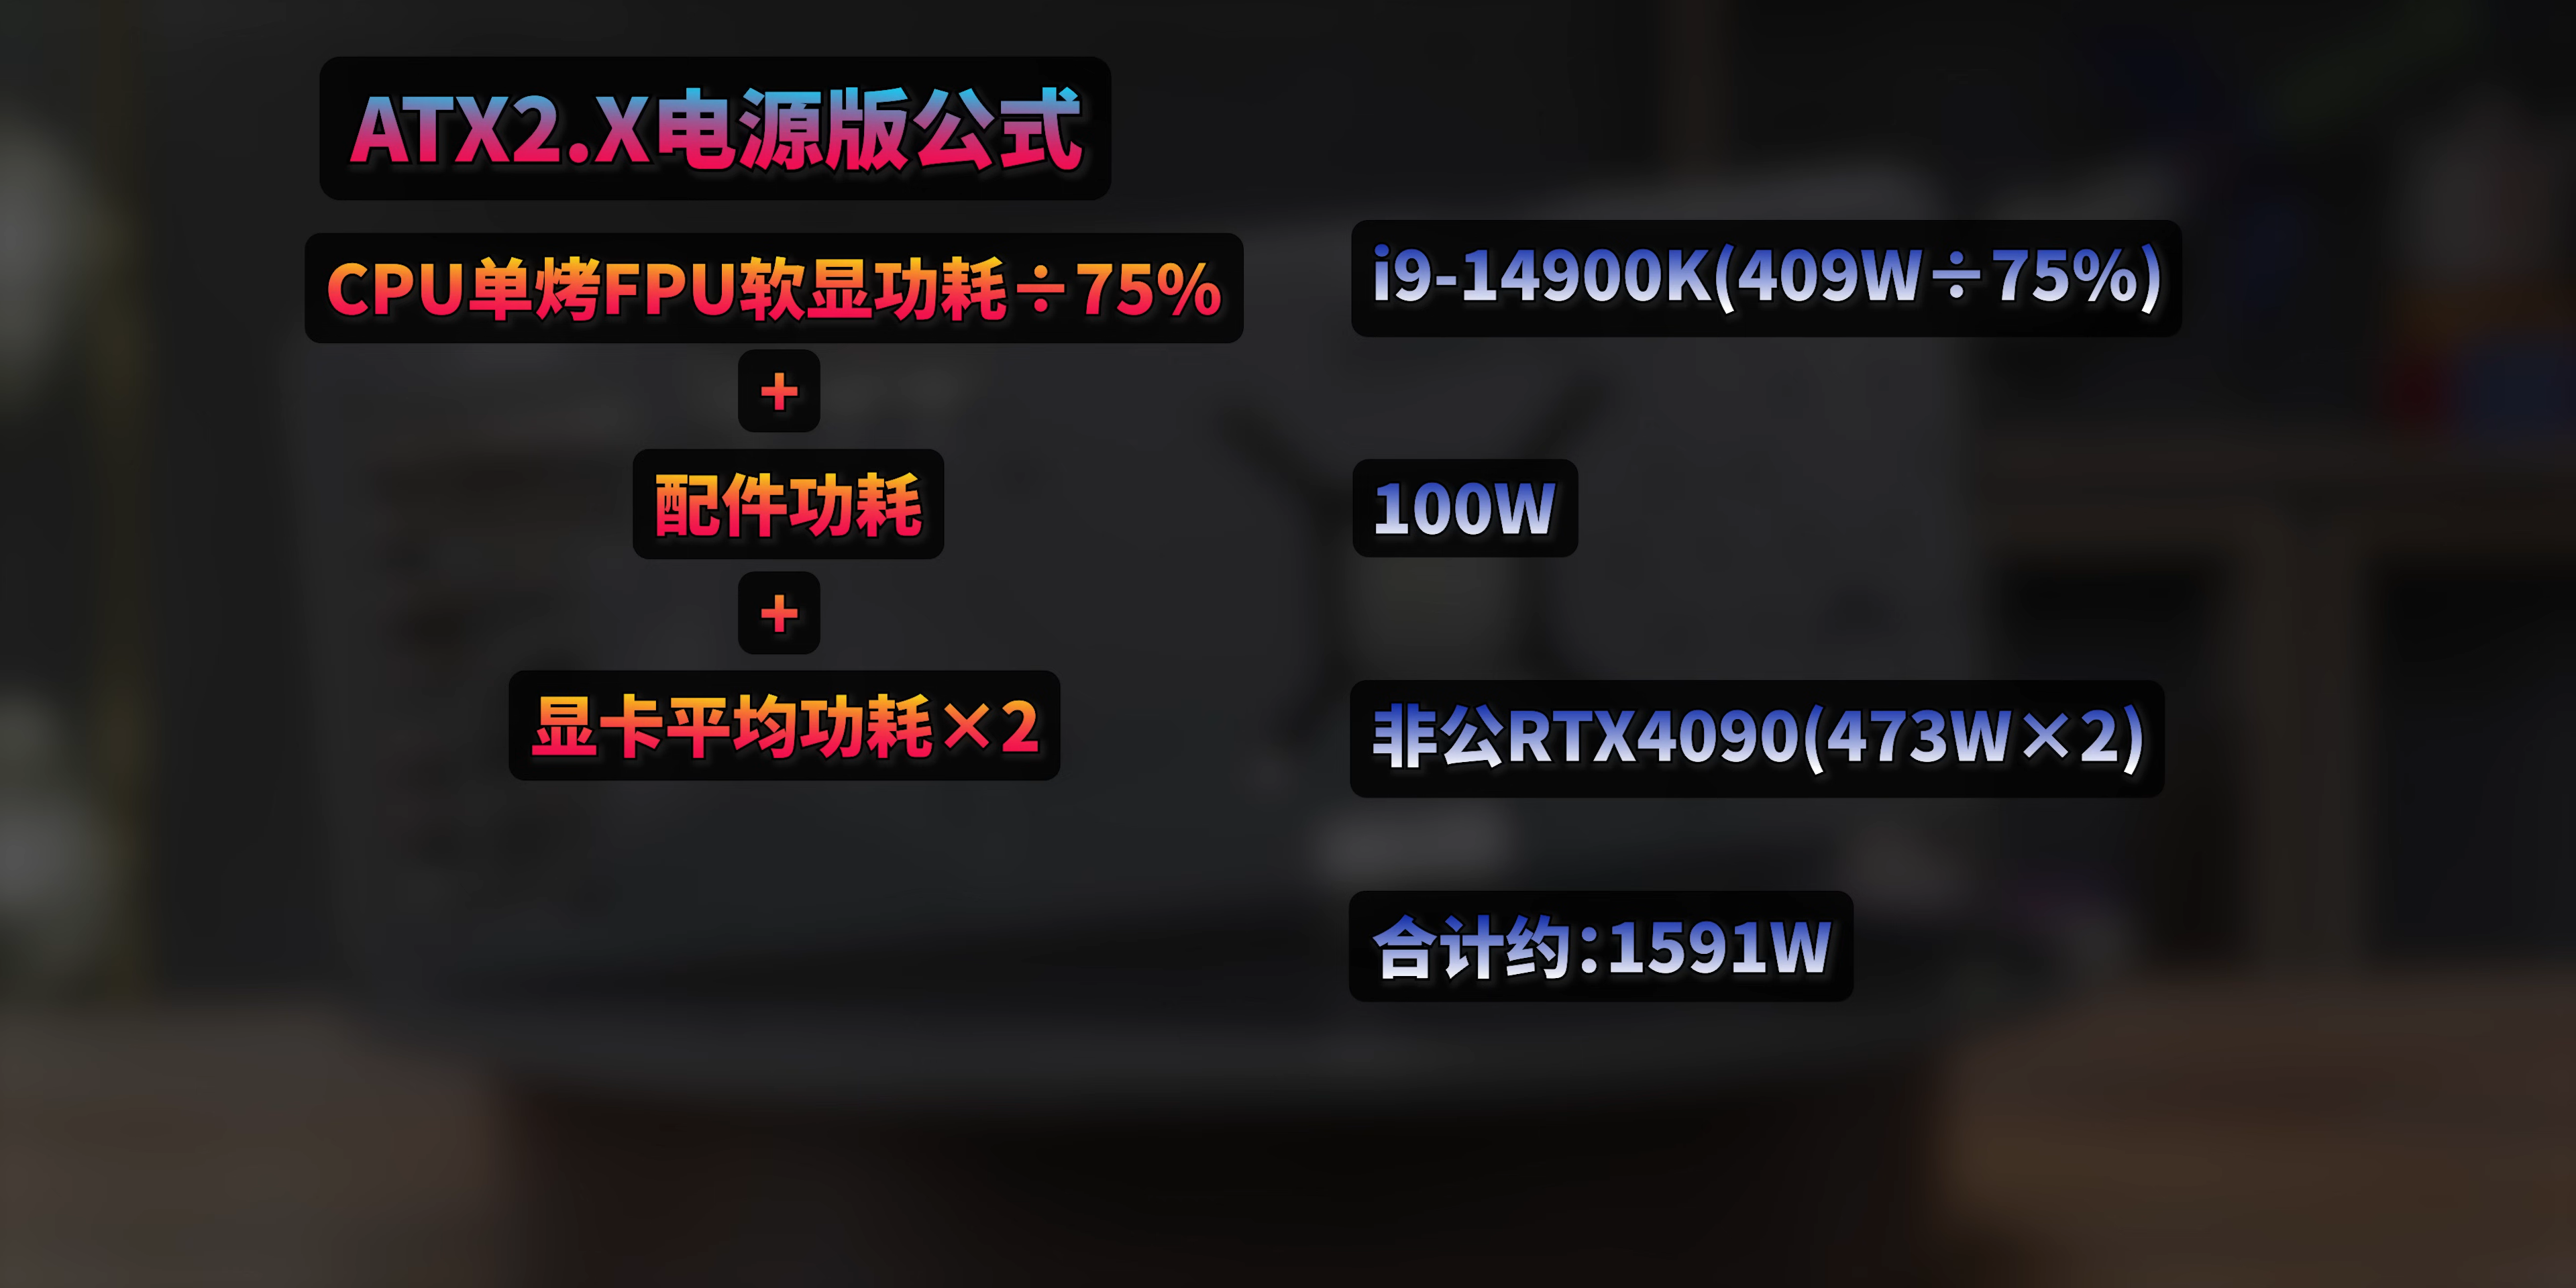 ATX2.X电源版公式
CPU单烤FPU软显功耗÷75%
i9-14900K(409W÷75%)
+
配件功耗
100W
+
显卡平均功耗×2
非公RTX4090(473W×2)
合计约:1591W